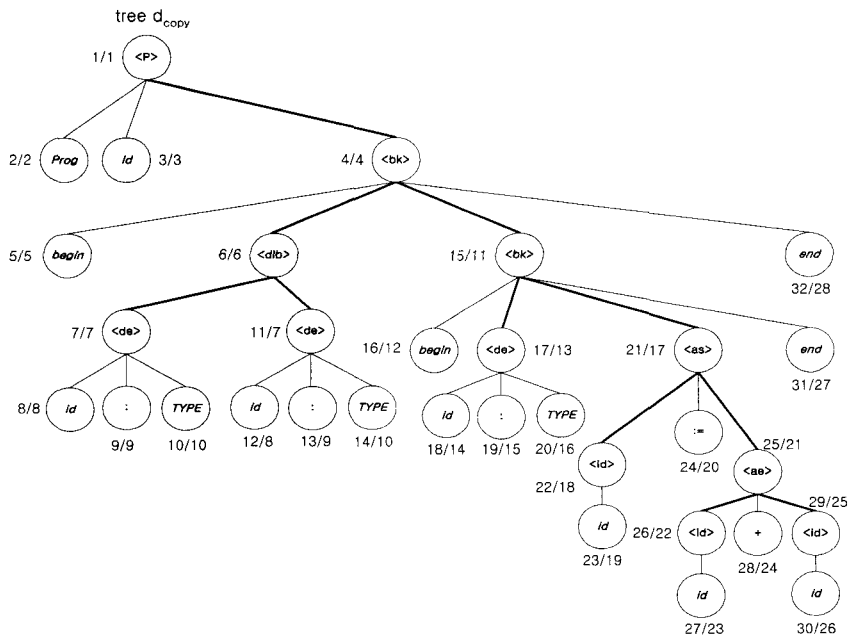 tree d_copy
1/1 <P>
2/2 Prog Id 3/3 4/4 <bk>
5/5 begin 6/6 <dlb> 15/11 <bk> end
32/28
7/7 <de> 11/7 <de> 16/12 begin <de> 17/13 21/17 <as> end
31/27
8/8 id : TYPE id : TYPE id : TYPE :=
9/9 10/10 12/8 13/9 14/10 18/14 19/15 20/16 24/20 25/21
<id> <ae>
22/18 29/25
id 26/22 <id> + <id>
23/19 28/24
id id
27/23 30/26